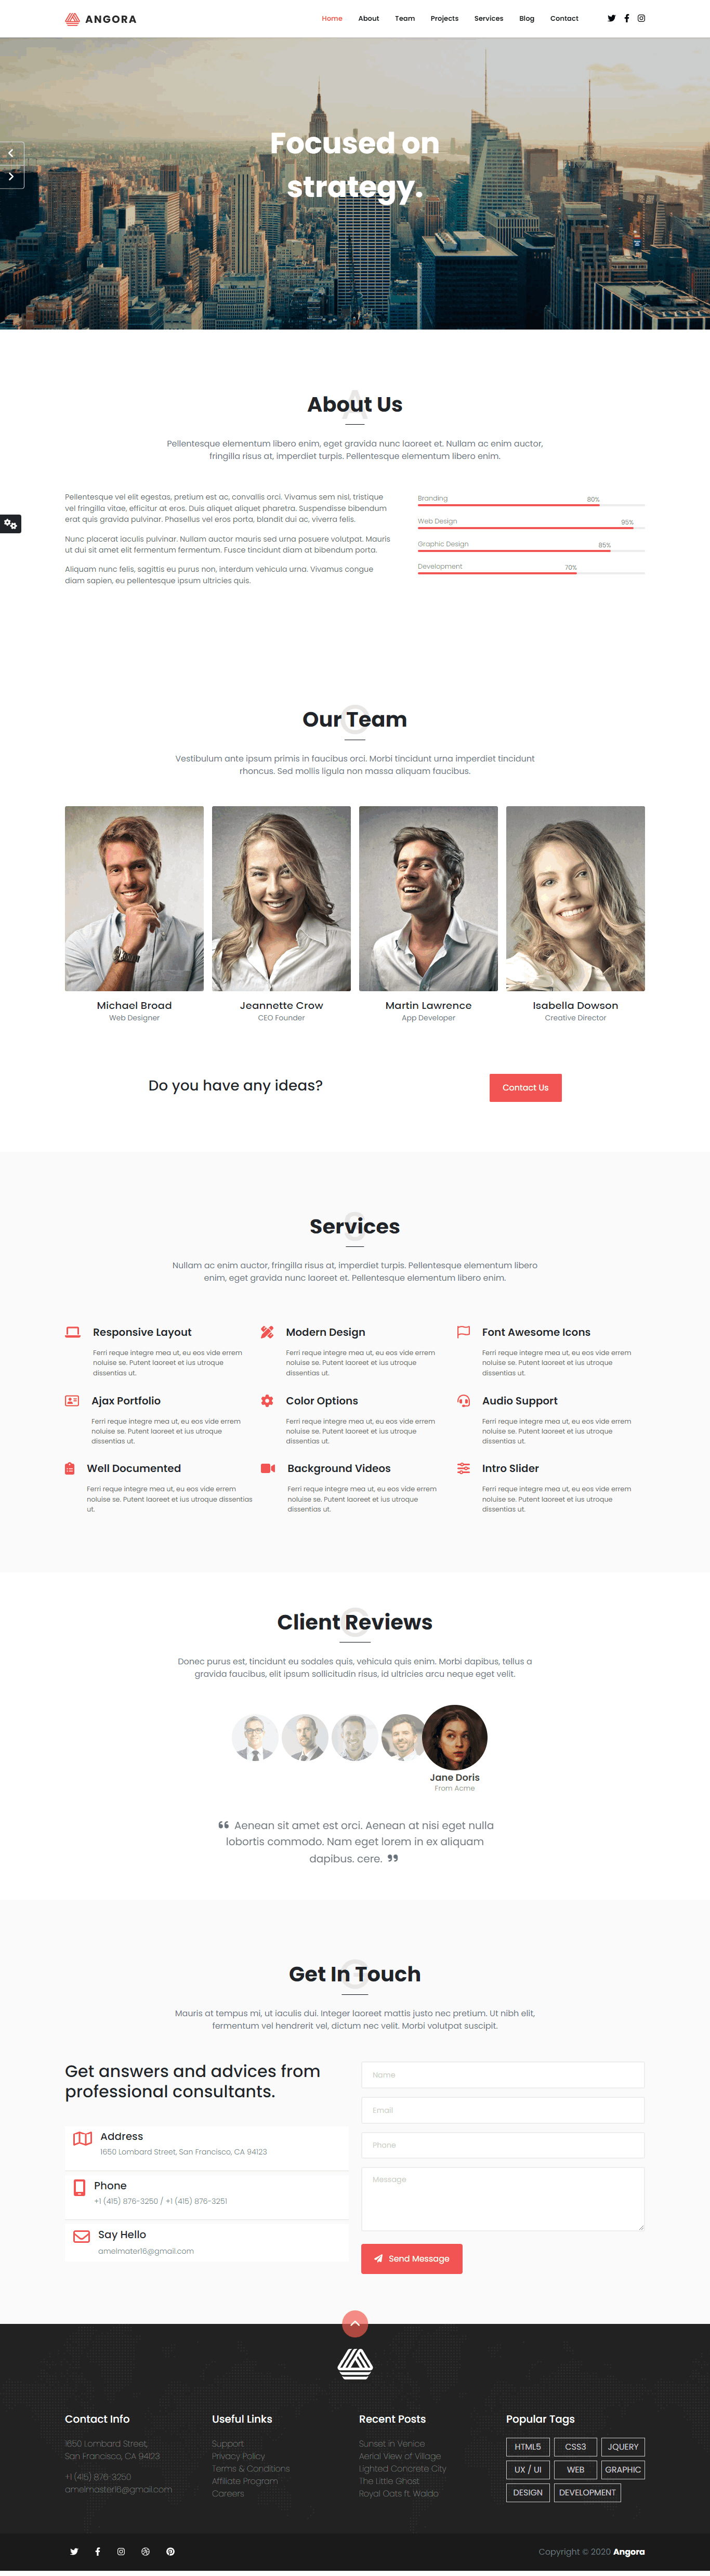 ANGORA
Home About Team Projects Services Blog Contact
Focused on
strategy.
A
About Us
Pellentesque elementum libero enim, eget gravida nunc laoreet et. Nullam ac enim auctor,
fringilla risus at, imperdiet turpis. Pellentesque elementum libero enim.
Pellentesque vel elit egestas, pretium est ac, convallis orci. Vivamus sem nisl, tristique
vel fringilla vitae, efficitur at eros. Duis aliquet aliquet pharetra. Suspendisse bibendum
erat quis gravida pulvinar. Phasellus vel eros porta, blandit dui ac, viverra felis.
Nunc placerat iaculis pulvinar. Nullam auctor mauris sed urna posuere volutpat. Mauris
ut dui sit amet elit fermentum fermentum. Fusce tincidunt diam at bibendum porta.
Aliquam nunc felis, sagittis eu purus non, interdum vehicula urna. Vivamus congue
diam sapien, eu pellentesque ipsum ultricies quis.
Branding 80%
Web Design 95%
Graphic Design 85%
Development 70%
O
Our Team
Vestibulum ante ipsum primis in faucibus orci. Morbi tincidunt urna imperdiet tincidunt
rhoncus. Sed mollis ligula non massa aliquam faucibus.
Michael Broad
Web Designer
Jeannette Crow
CEO Founder
Martin Lawrence
App Developer
Isabella Dowson
Creative Director
Do you have any ideas?
Contact Us
S
Services
Nullam ac enim auctor, fringilla risus at, imperdiet turpis. Pellentesque elementum libero
enim, eget gravida nunc laoreet et. Pellentesque elementum libero enim.
Responsive Layout
Ferri reque integre mea ut, eu eos vide errem
noluise se. Putent laoreet et ius utroque
dissentias ut.
Modern Design
Ferri reque integre mea ut, eu eos vide errem
noluise se. Putent laoreet et ius utroque
dissentias ut.
Font Awesome Icons
Ferri reque integre mea ut, eu eos vide errem
noluise se. Putent laoreet et ius utroque
dissentias ut.
Ajax Portfolio
Ferri reque integre mea ut, eu eos vide errem
noluise se. Putent laoreet et ius utroque
dissentias ut.
Color Options
Ferri reque integre mea ut, eu eos vide errem
noluise se. Putent laoreet et ius utroque
dissentias ut.
Audio Support
Ferri reque integre mea ut, eu eos vide errem
noluise se. Putent laoreet et ius utroque
dissentias ut.
Well Documented
Ferri reque integre mea ut, eu eos vide errem
noluise se. Putent laoreet et ius utroque dissentias
ut.
Background Videos
Ferri reque integre mea ut, eu eos vide errem
noluise se. Putent laoreet et ius utroque
dissentias ut.
Intro Slider
Ferri reque integre mea ut, eu eos vide errem
noluise se. Putent laoreet et ius utroque
dissentias ut.
C
Client Reviews
Donec purus est, tincidunt eu sodales quis, vehicula quis enim. Morbi dapibus, tellus a
gravida faucibus, elit ipsum sollicitudin risus, id ultricies arcu neque eget velit.
Jane Doris
From Acme
“ Aenean sit amet est orci. Aenean at nisi eget nulla
lobortis commodo. Nam eget lorem in ex aliquam
dapibus. cere. ”
G
Get In Touch
Mauris at tempus mi, ut iaculis dui. Integer laoreet mattis justo nec pretium. Ut nibh elit,
fermentum vel hendrerit vel, dictum nec velit. Morbi volutpat suscipit.
Get answers and advices from
professional consultants.
Address
1650 Lombard Street, San Francisco, CA 94123
Phone
+1 (415) 876-3250 / +1 (415) 876-3251
Say Hello
amelmater16@gmail.com
Name
Email
Phone
Message
Send Message
Contact Info
1650 Lombard Street,
San Francisco, CA 94123
+1 (415) 876-3250
amelmaster16@gmail.com
Useful Links
Support
Privacy Policy
Terms & Conditions
Affiliate Program
Careers
Recent Posts
Sunset in Venice
Aerial View of Village
Lighted Concrete City
The Little Ghost
Royal Oats ft. Waldo
Popular Tags
HTML5 CSS3 JQUERY
UX / UI WEB GRAPHIC
DESIGN DEVELOPMENT
Copyright © 2020 Angora